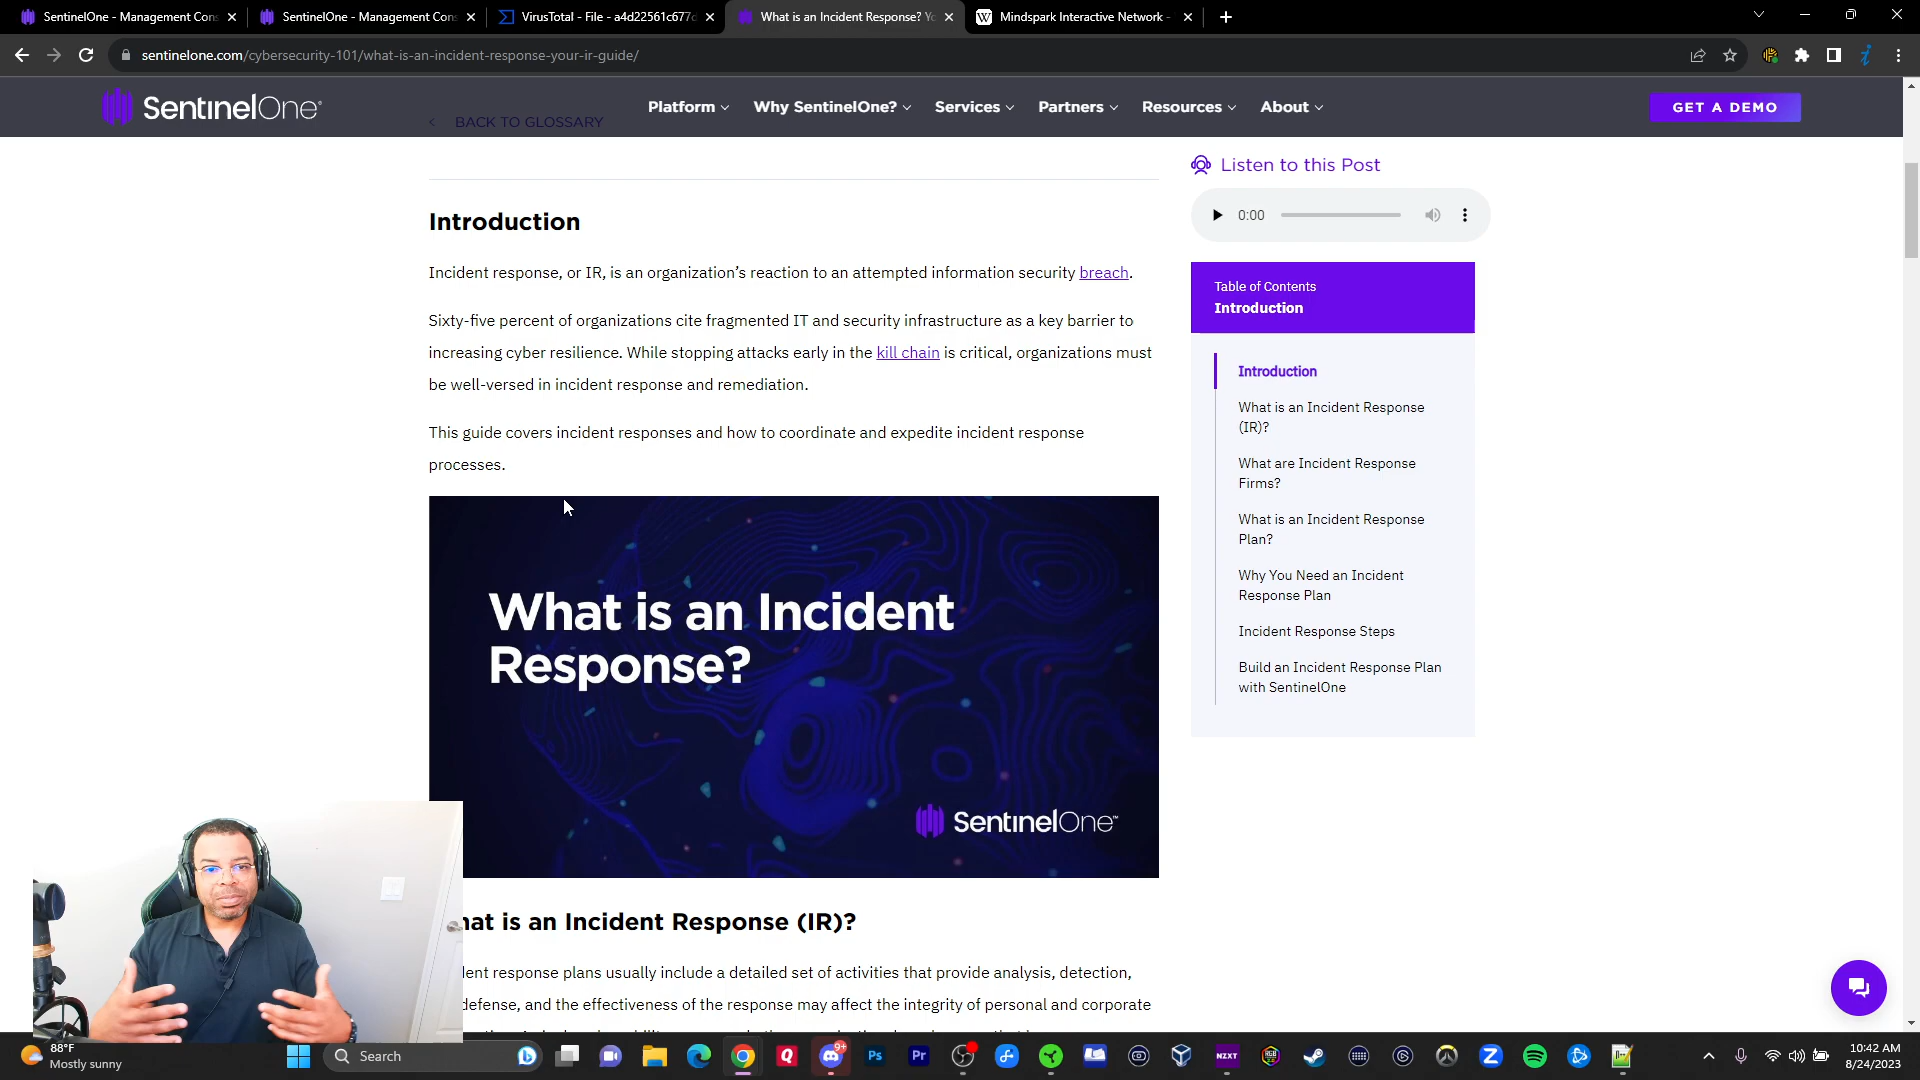 SentinelOne - Management Cons
SentinelOne - Management Cons
VirusTotal - File - a4d22561c677d
What is an Incident Response? Yo
Mindspark Interactive Network -
sentinelone.com/cybersecurity-101/what-is-an-incident-response-your-ir-guide/
SentinelOne
Platform
Why SentinelOne?
Services
Partners
Resources
About
GET A DEMO
BACK TO GLOSSARY
Listen to this Post
0:00
Introduction
Incident response, or IR, is an organization’s reaction to an attempted information security breach.
Sixty-five percent of organizations cite fragmented IT and security infrastructure as a key barrier to
increasing cyber resilience. While stopping attacks early in the kill chain is critical, organizations must
be well-versed in incident response and remediation.
This guide covers incident responses and how to coordinate and expedite incident response
processes.
What is an Incident
Response?
SentinelOne™
Table of Contents
Introduction
Introduction
What is an Incident Response
(IR)?
What are Incident Response
Firms?
What is an Incident Response
Plan?
Why You Need an Incident
Response Plan
Incident Response Steps
Build an Incident Response Plan
with SentinelOne
hat is an Incident Response (IR)?
dent response plans usually include a detailed set of activities that provide analysis, detection,
defense, and the effectiveness of the response may affect the integrity of personal and corporate
88°F
Mostly sunny
Search
9+
Ps
Pr
NZXT
10:42 AM
8/24/2023